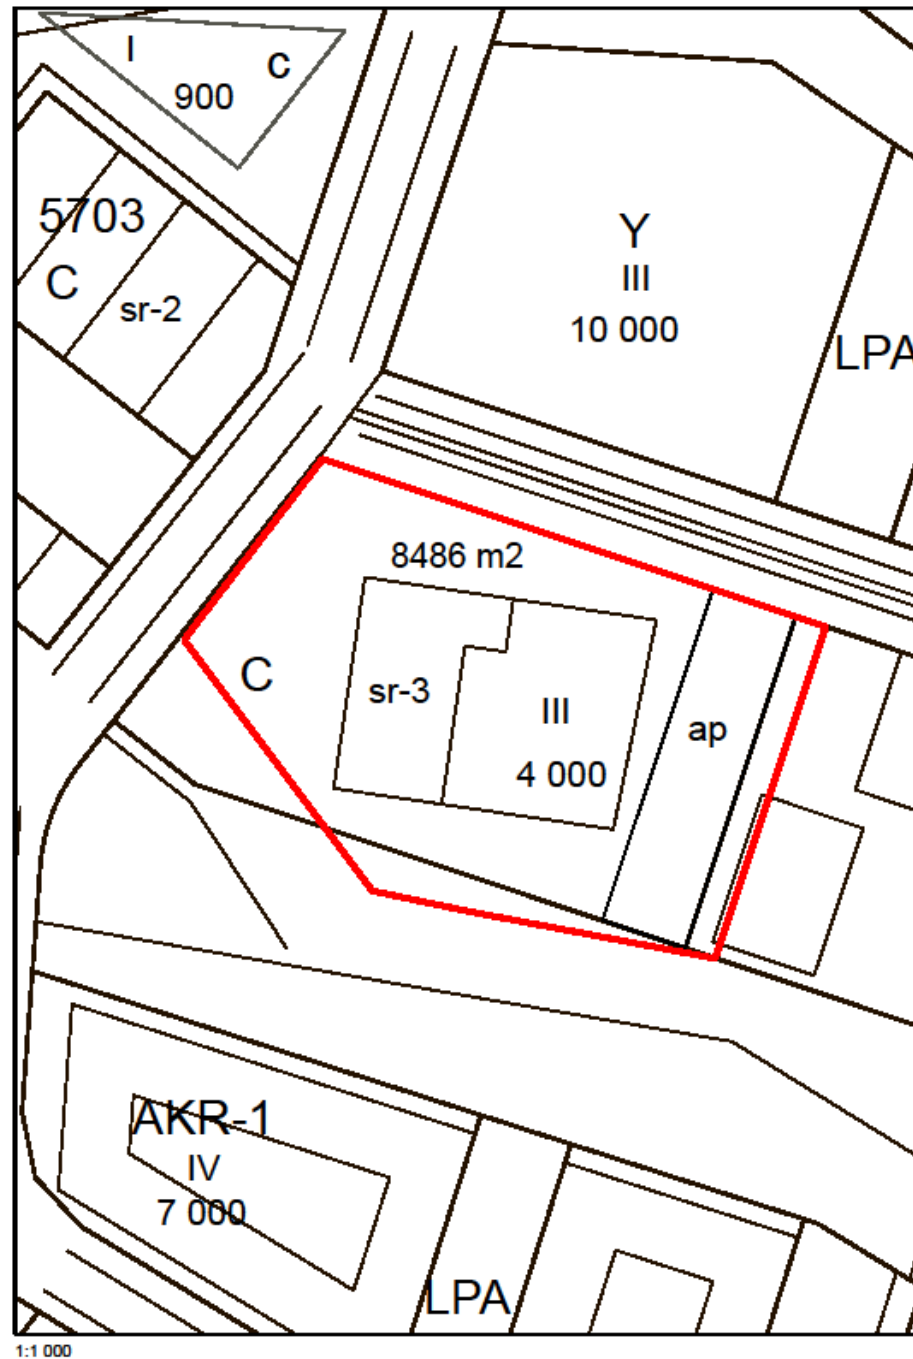 I
C
900
5703
C
sr-2
Y
III
10 000
LPA
8486 m2
C
sr-3
III
4 000
ap
AKR-1
IV
7 000
LPA
1:1 000